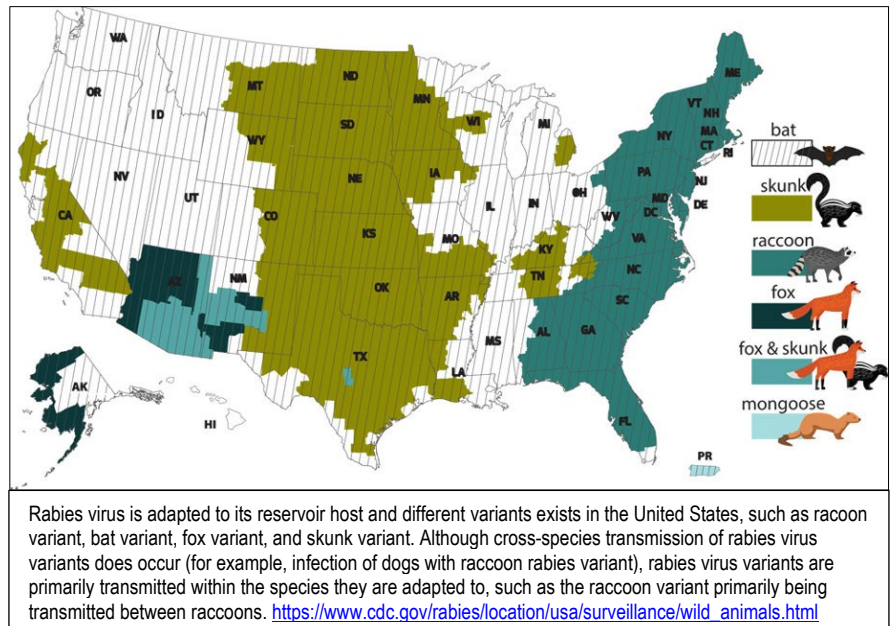 WA
MT
ND
MN
WI
MI
ME
VT
NH
MA
CT
RI
NY
OR
ID
SD
WY
IA
NE
PA
NJ
NV
UT
CO
IL
IN
OH
MD
DE
DC
WV
CA
KS
MO
KY
VA
AZ
NM
OK
AR
TN
NC
SC
TX
LA
MS
AL
GA
FL
AK
HI
PR
bat
skunk
raccoon
fox
fox & skunk
mongoose
Rabies virus is adapted to its reservoir host and different variants exists in the United States, such as racoon
variant, bat variant, fox variant, and skunk variant. Although cross-species transmission of rabies virus
variants does occur (for example, infection of dogs with raccoon rabies variant), rabies virus variants are
primarily transmitted within the species they are adapted to, such as the raccoon variant primarily being
transmitted between raccoons. https://www.cdc.gov/rabies/location/usa/surveillance/wild_animals.html